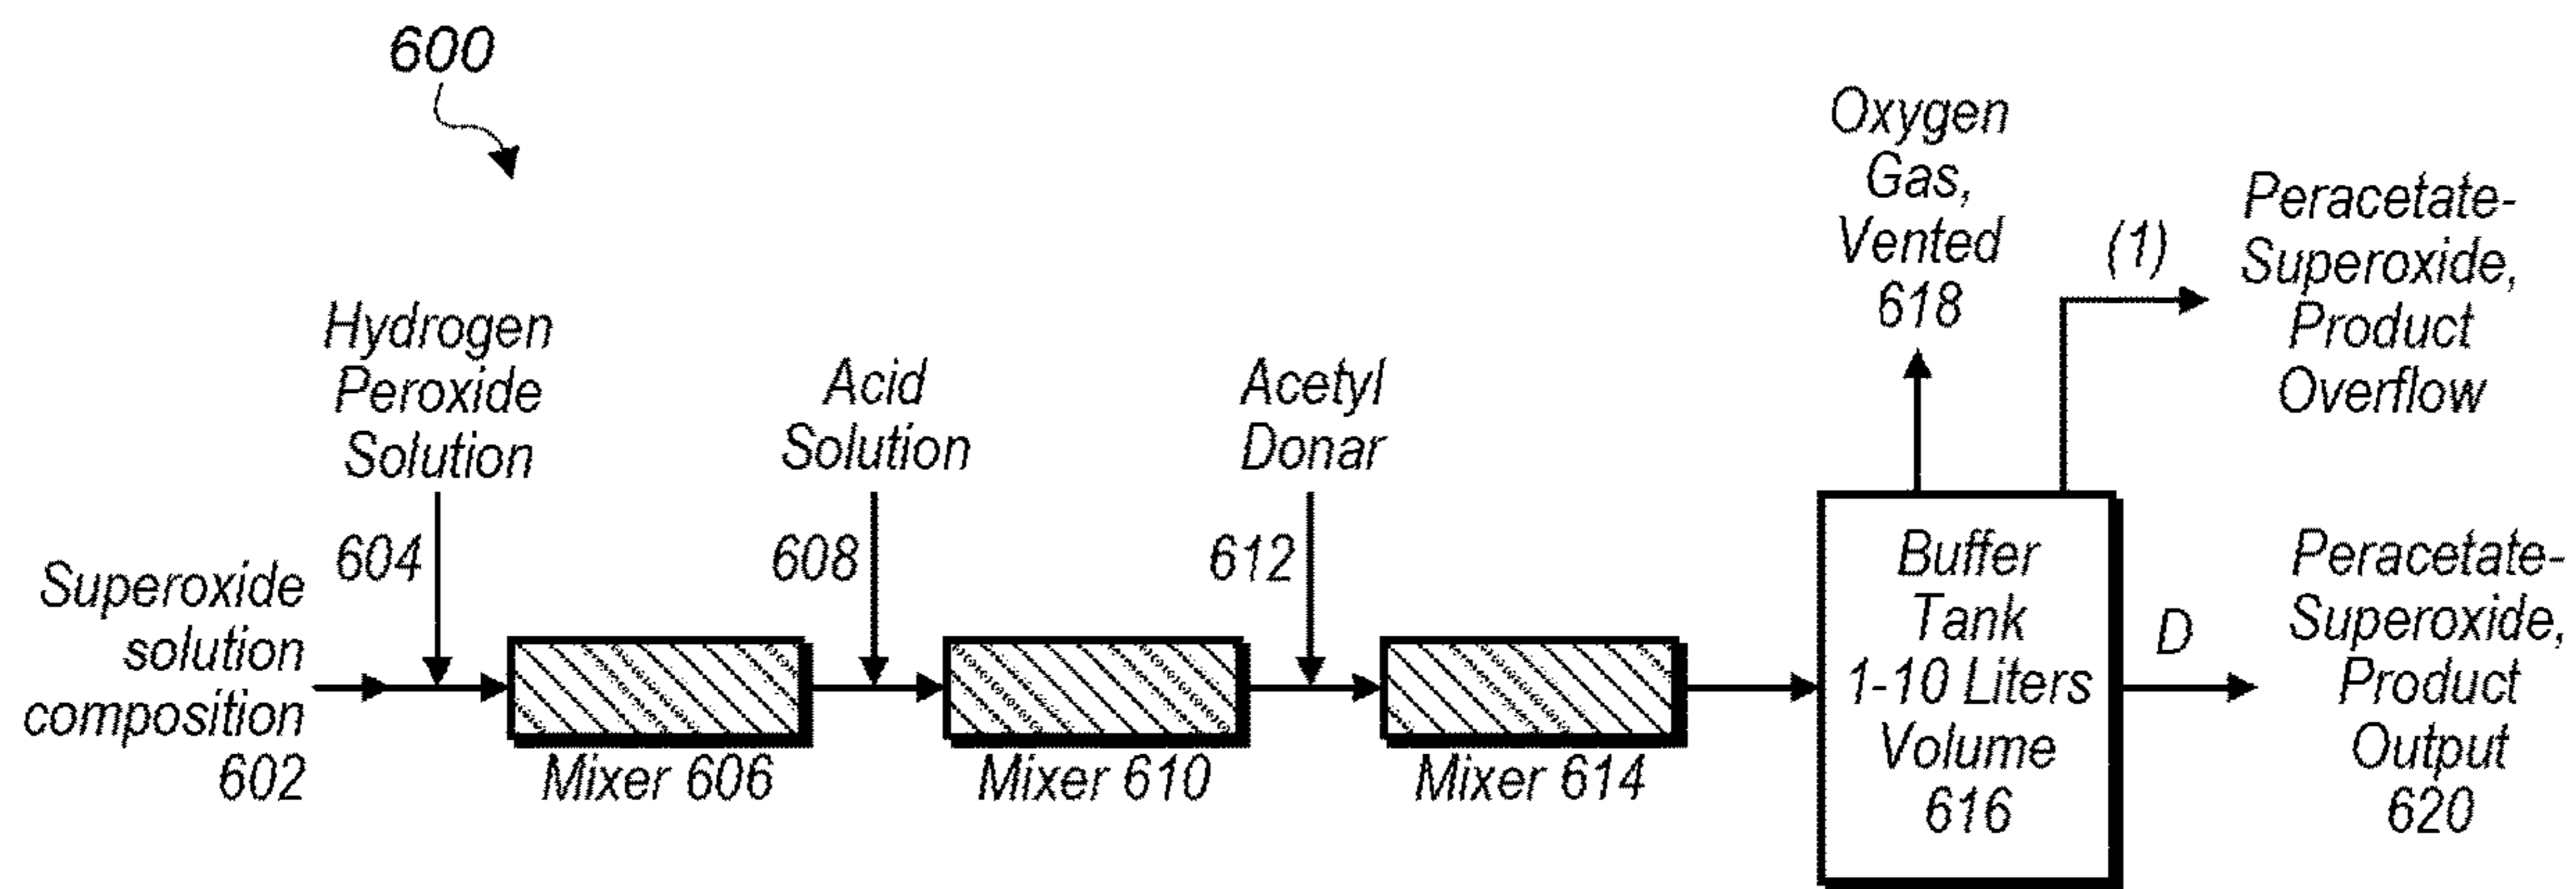 600
Hydrogen
Peroxide
Solution
604
Superoxide
solution
composition
602
Mixer 606
Acid
Solution
608
Mixer 610
Acetyl
Donar
612
Mixer 614
Oxygen
Gas,
Vented
618
(1)
Peracetate-
Superoxide,
Product
Overflow
Buffer
Tank
1-10 Liters
Volume
616
D
Peracetate-
Superoxide,
Product
Output
620